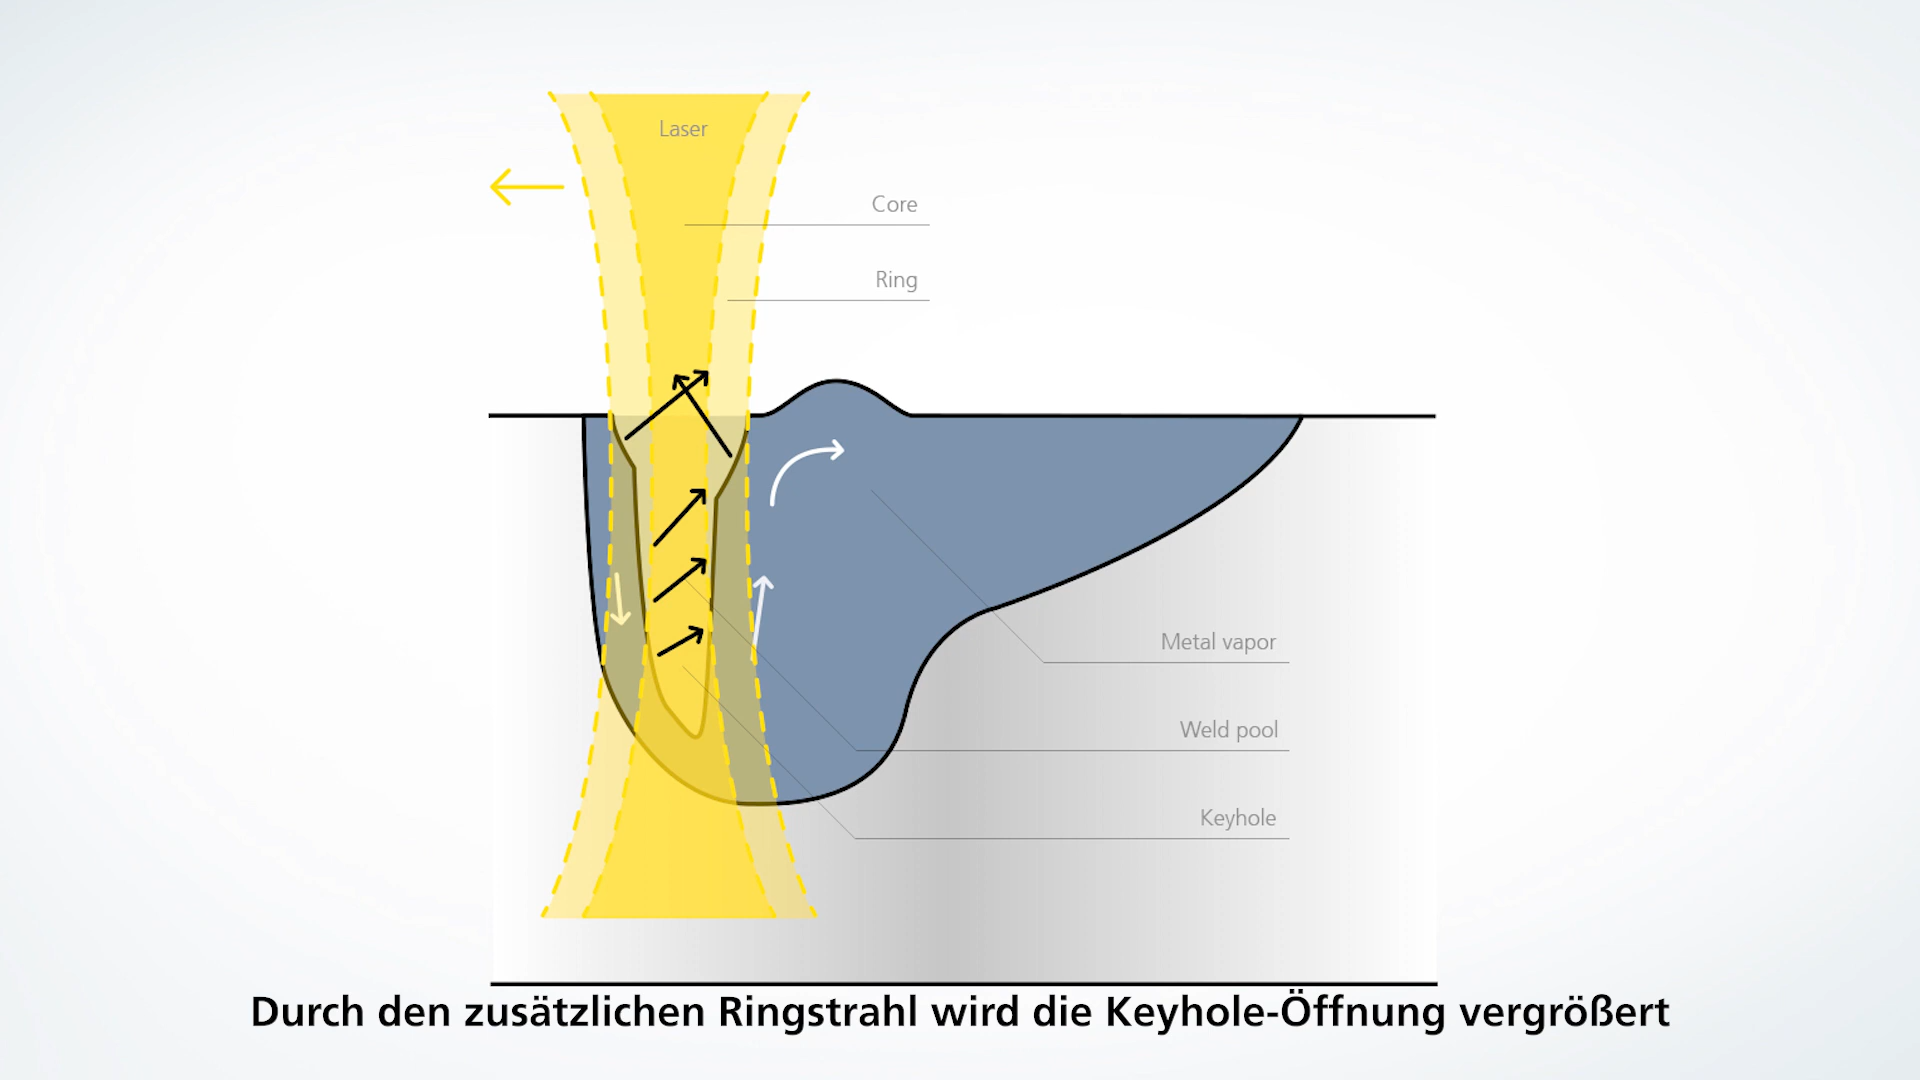 Laser
Core
Ring
Metal vapor
Weld pool
Keyhole
Durch den zusätzlichen Ringstrahl wird die Keyhole-Öffnung vergrößert